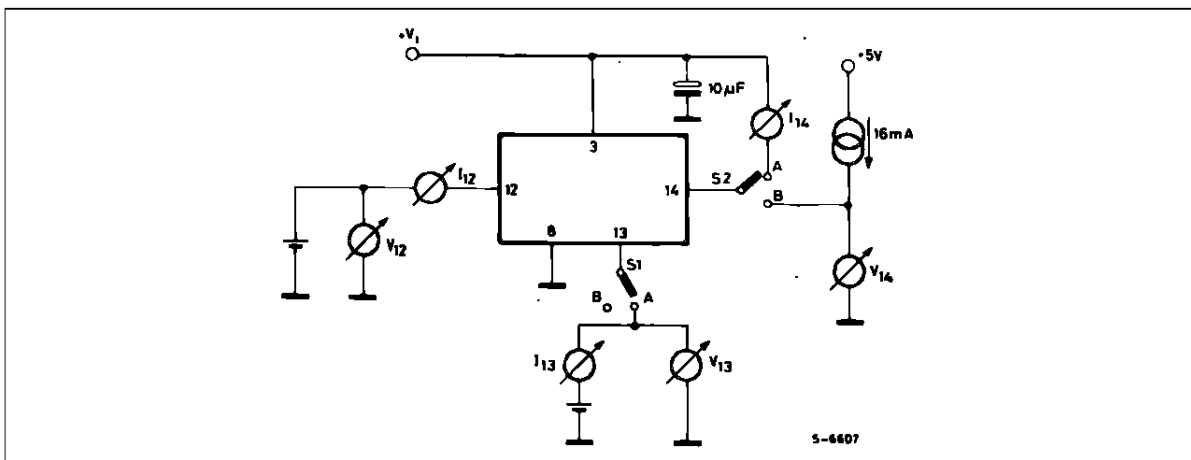 +V₁
+5V
10μF
I₁₄
16mA
3
S2
A
B
I₁₂
12
14
V₁₂
8
13
S1
V₁₄
B
A
I₁₃
V₁₃
S-6607